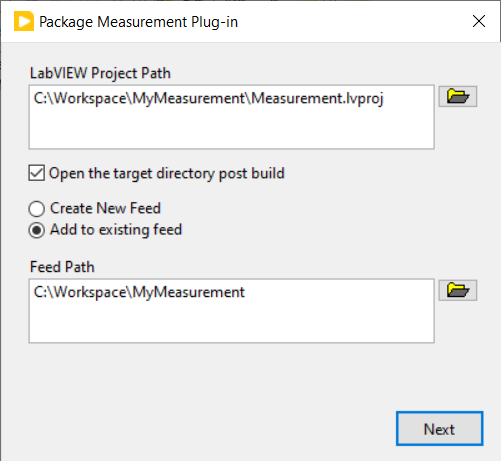 Package Measurement Plug-in
LabVIEW Project Path
C:\Workspace\MyMeasurement\Measurement.lvproj
Open the target directory post build
Create New Feed
Add to existing feed
Feed Path
C:\Workspace\MyMeasurement
Next